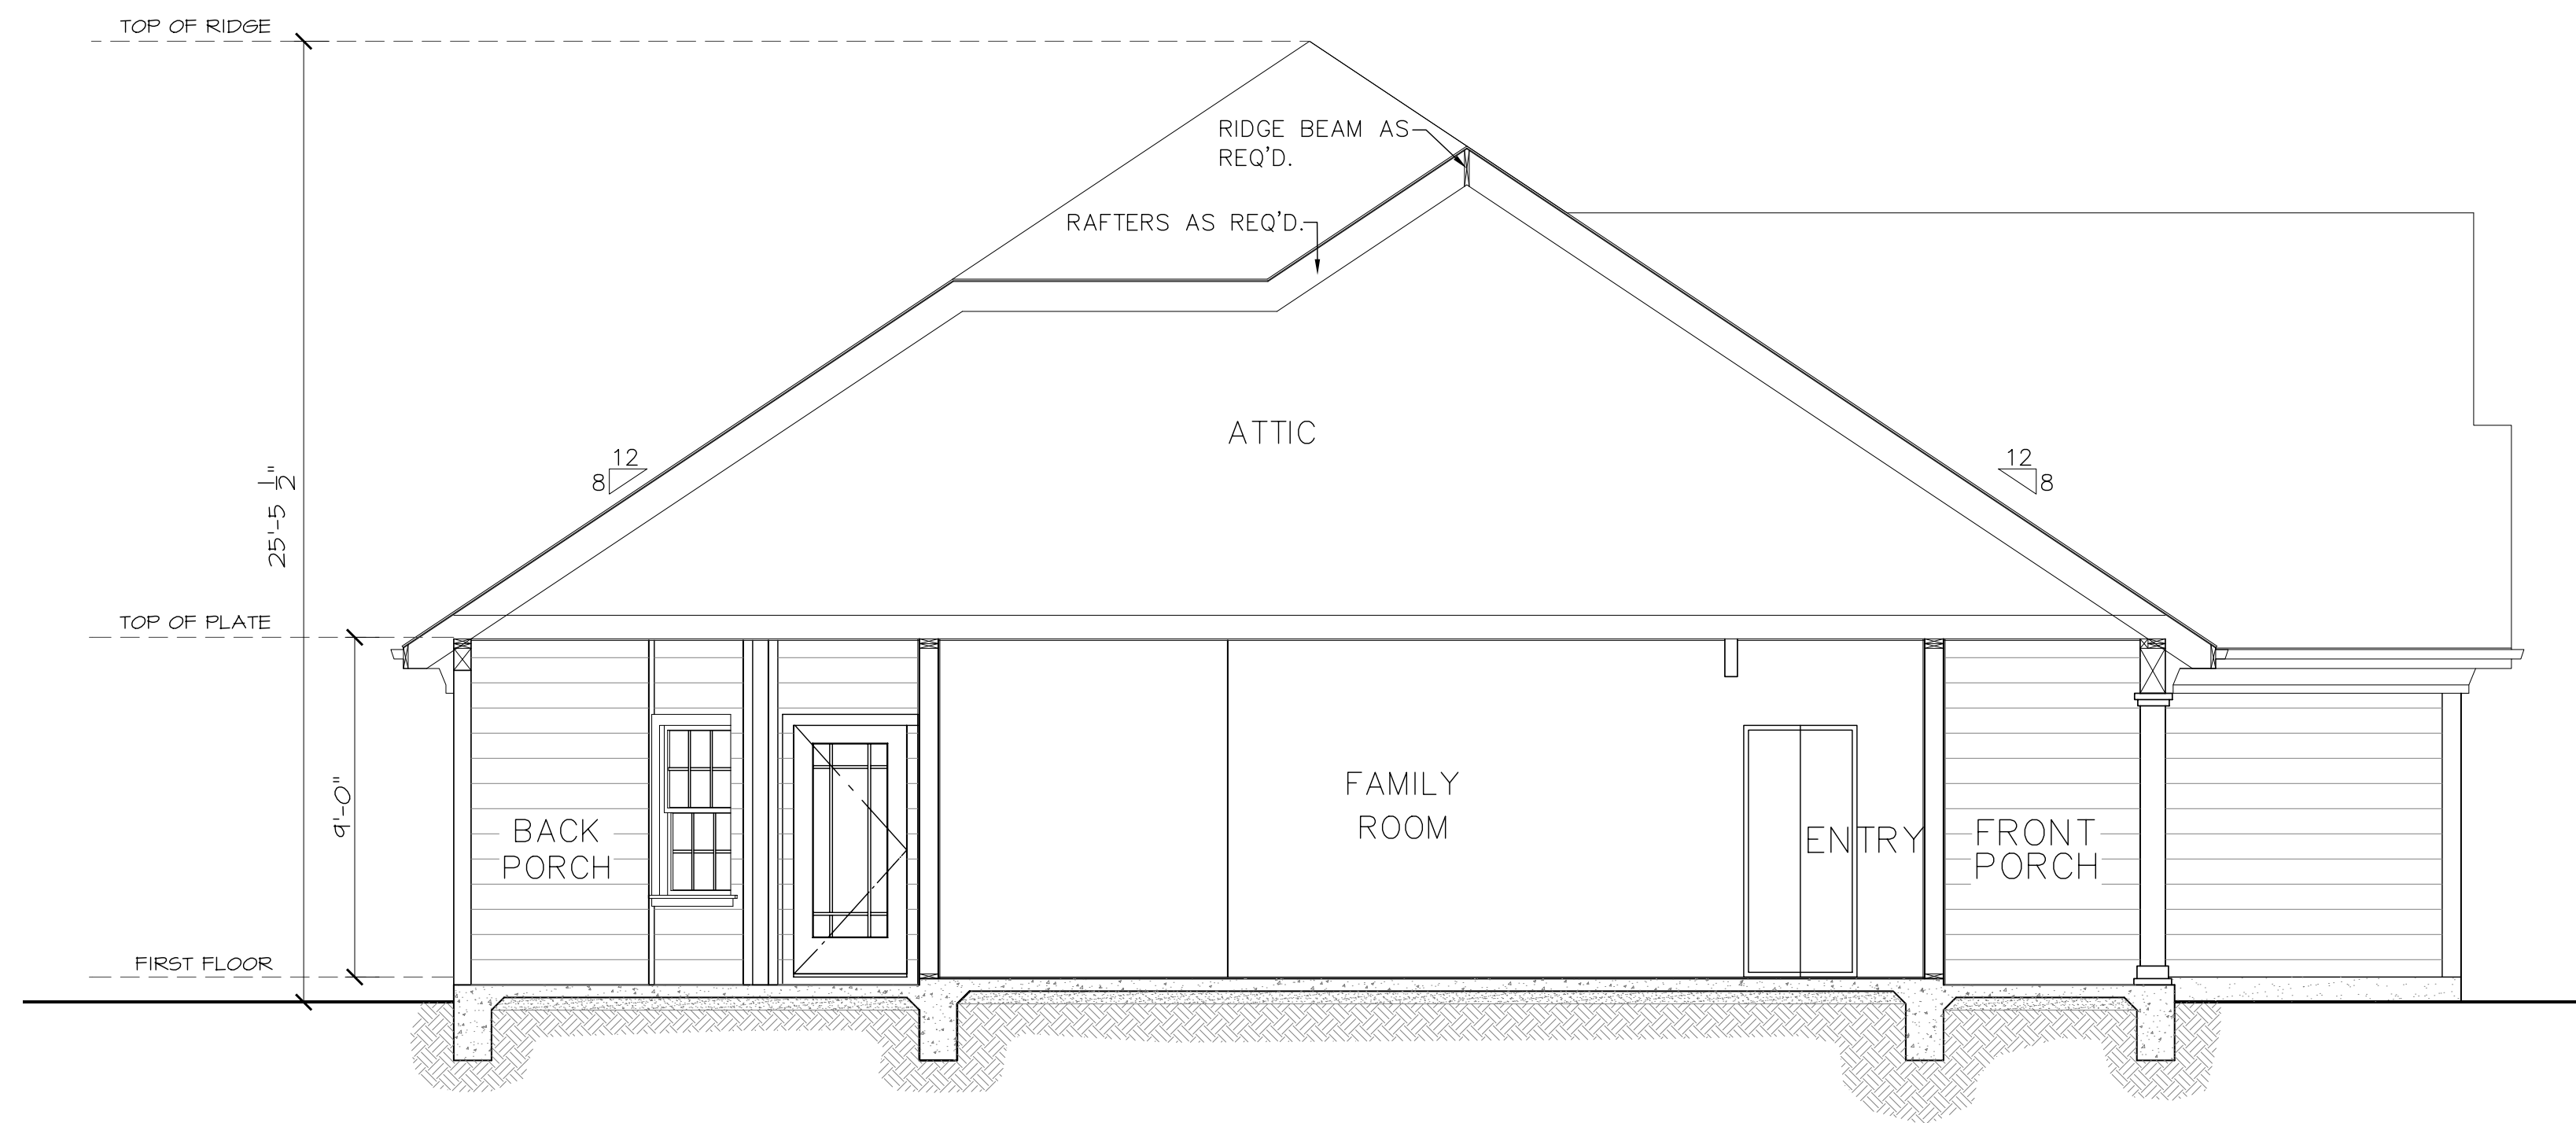 TOP OF RIDGE
RIDGE BEAM AS
REQ'D.
RAFTERS AS REQ'D.
ATTIC
12
8
12
8
25'-5 1/2"
TOP OF PLATE
9'-0"
FAMILY
ROOM
BACK
PORCH
ENTRY
FRONT
PORCH
FIRST FLOOR